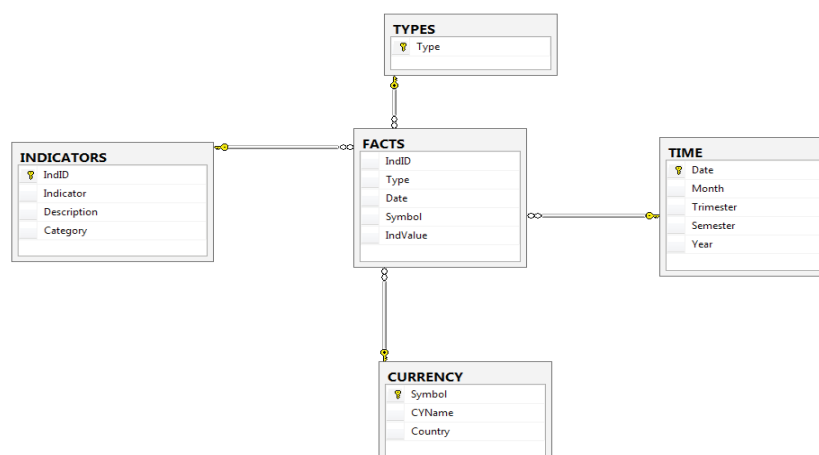 TYPES
Type
FACTS
IndID
Type
Date
Symbol
IndValue
INDICATORS
IndID
Indicator
Description
Category
TIME
Date
Month
Trimester
Semester
Year
CURRENCY
Symbol
CYName
Country